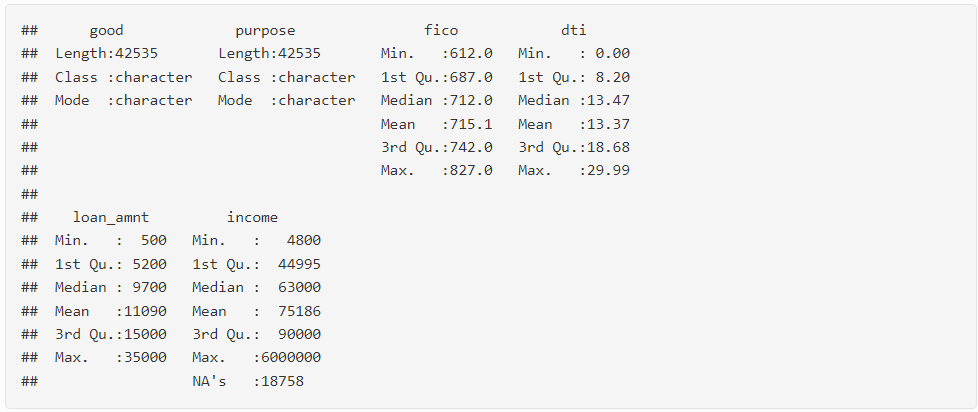 ##      good             purpose               fico            dti
##  Length:42535       Length:42535       Min.   :612.0   Min.   : 0.00
##  Class :character   Class :character   1st Qu.:687.0   1st Qu.: 8.20
##  Mode  :character   Mode  :character   Median :712.0   Median :13.47
##                                        Mean   :715.1   Mean   :13.37
##                                        3rd Qu.:742.0   3rd Qu.:18.68
##                                        Max.   :827.0   Max.   :29.99
##
##    loan_amnt         income
##  Min.   :  500   Min.   :   4800
##  1st Qu.: 5200   1st Qu.:  44995
##  Median : 9700   Median :  63000
##  Mean   :11090   Mean   :  75186
##  3rd Qu.:15000   3rd Qu.:  90000
##  Max.   :35000   Max.   :6000000
##                  NA's   :18758